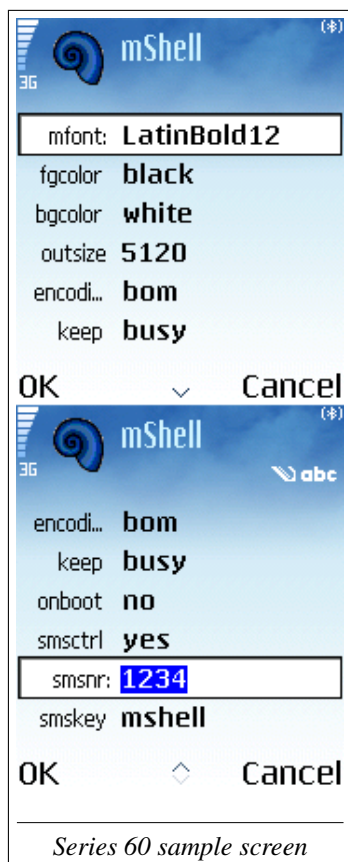 mShell
3G
mfont: LatinBold12
fgcolor black
bgcolor white
outsize 5120
encodi... bom
keep busy
OK Cancel
mShell
3G
abc
encodi... bom
keep busy
onboot no
smsctrl yes
smsnr: 1234
smskey mshell
OK Cancel
Series 60 sample screen